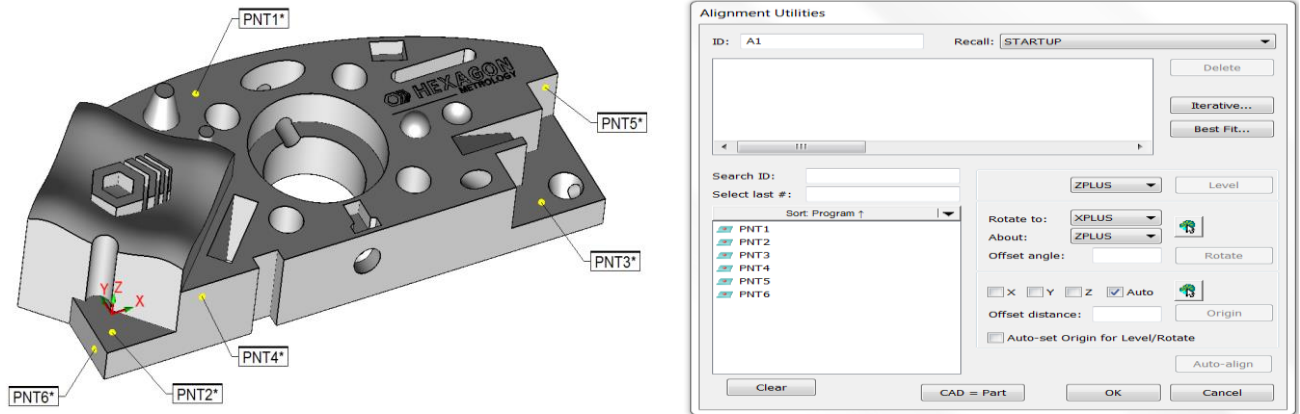 PNT1*
HEXAGON
METROLOGY
PNT5*
PNT3*
Y Z X
PNT4*
PNT2*
PNT6*
Alignment Utilities
ID: A1 Recall: STARTUP
Delete
Iterative...
Best Fit...
Search ID:
Select last #:
ZPLUS Level
Sort: Program ↑
PNT1
PNT2
PNT3
PNT4
PNT5
PNT6
Rotate to: XPLUS
About: ZPLUS
Offset angle: Rotate
X Y Z Auto
Offset distance: Origin
Auto-set Origin for Level/Rotate
Auto-align
Clear CAD = Part OK Cancel